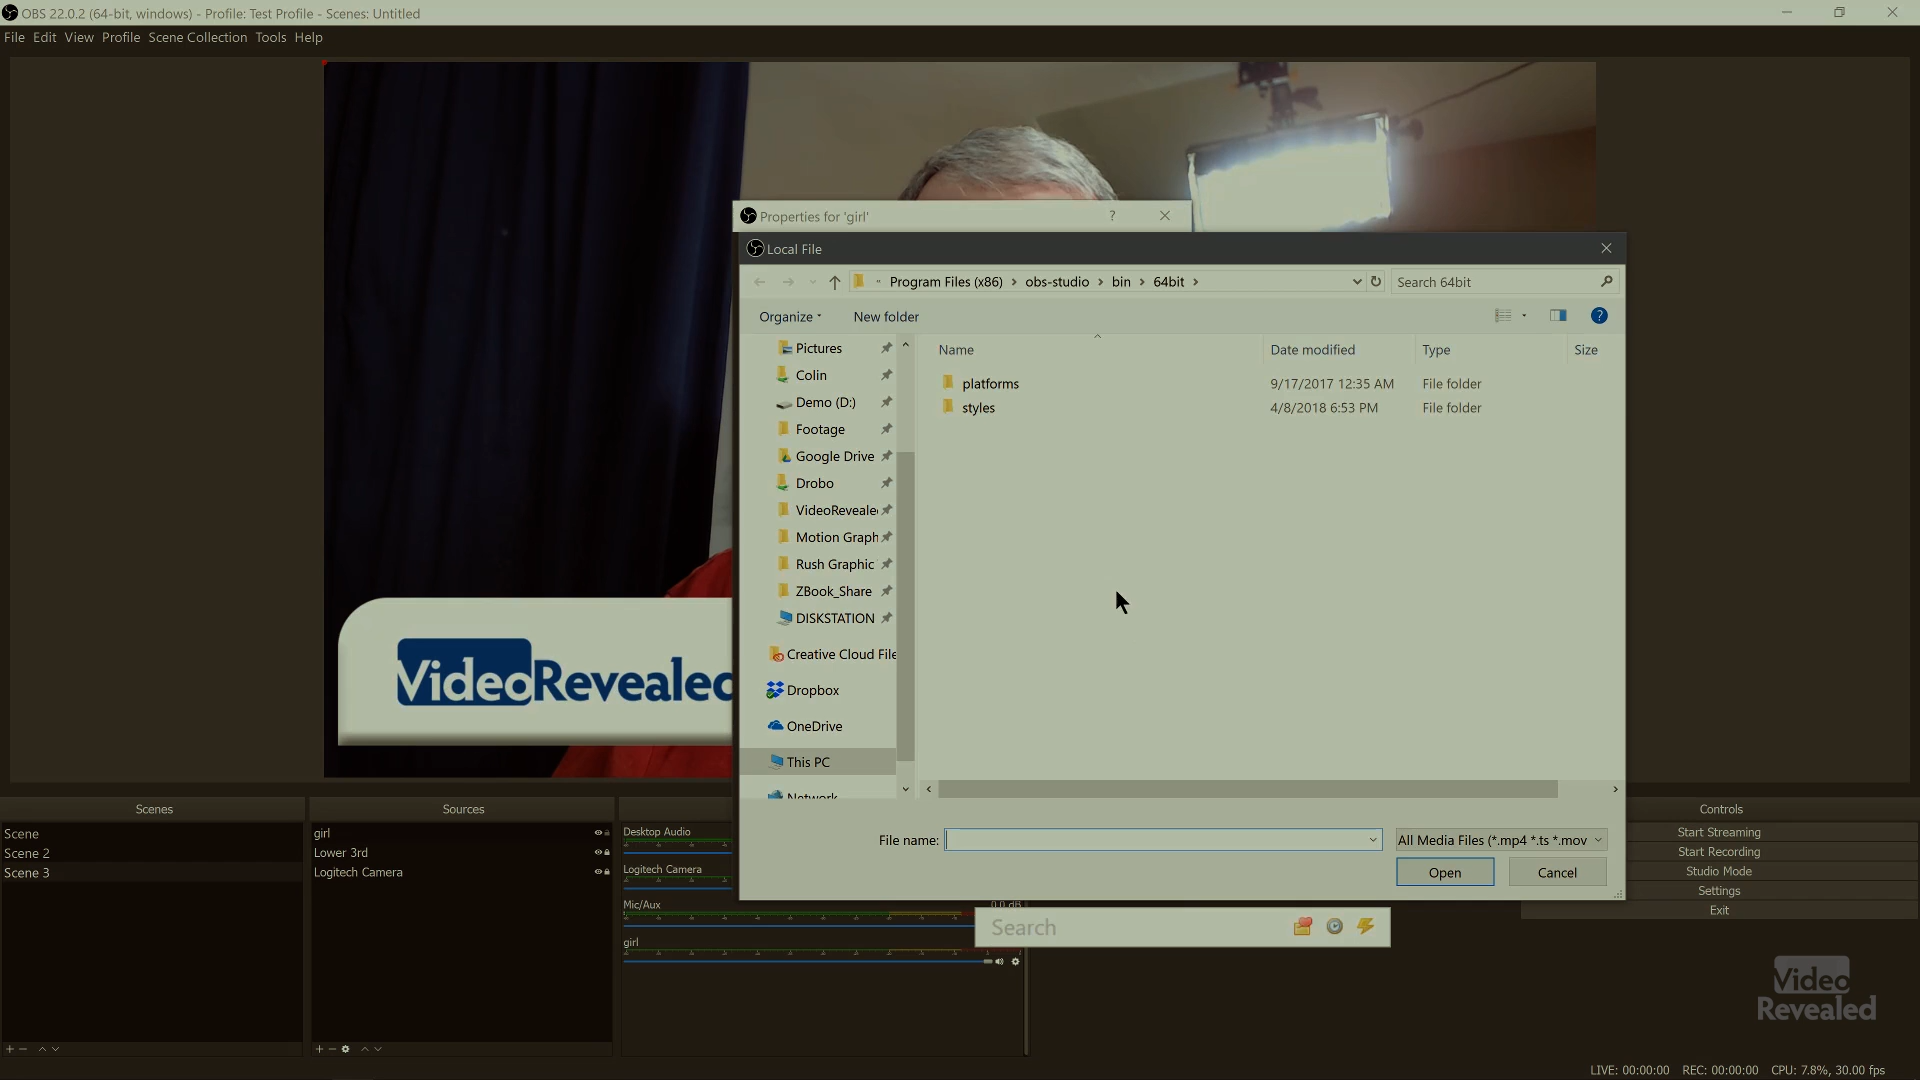 OBS 22.0.2 (64-bit, windows) - Profile: Test Profile - Scenes: Untitled
File Edit View Profile Scene Collection Tools Help
Properties for 'girl'
?
Local File
Program Files (x86) › obs-studio › bin › 64bit ›
Search 64bit
Organize
New folder
?
Name
Date modified
Type
Size
Pictures
Colin
Demo (D:)
Footage
Google Drive
Drobo
VideoReveale
Motion Graph
Rush Graphic
ZBook_Share
DISKSTATION
Creative Cloud File
Dropbox
OneDrive
This PC
Network
platforms 9/17/2017 12:35 AM File folder
styles 4/8/2018 6:53 PM File folder
VideoRevealed
File name:
All Media Files (*.mp4 *.ts *.mov
Open
Cancel
Search
Scenes
Scene
Scene 2
Scene 3
Sources
girl
Lower 3rd
Logitech Camera
Desktop Audio
Logitech Camera
Mic/Aux
0.0 dB
girl
Controls
Start Streaming
Start Recording
Studio Mode
Settings
Exit
Video
Revealed
LIVE: 00:00:00 REC: 00:00:00 CPU: 7.8%, 30.00 fps